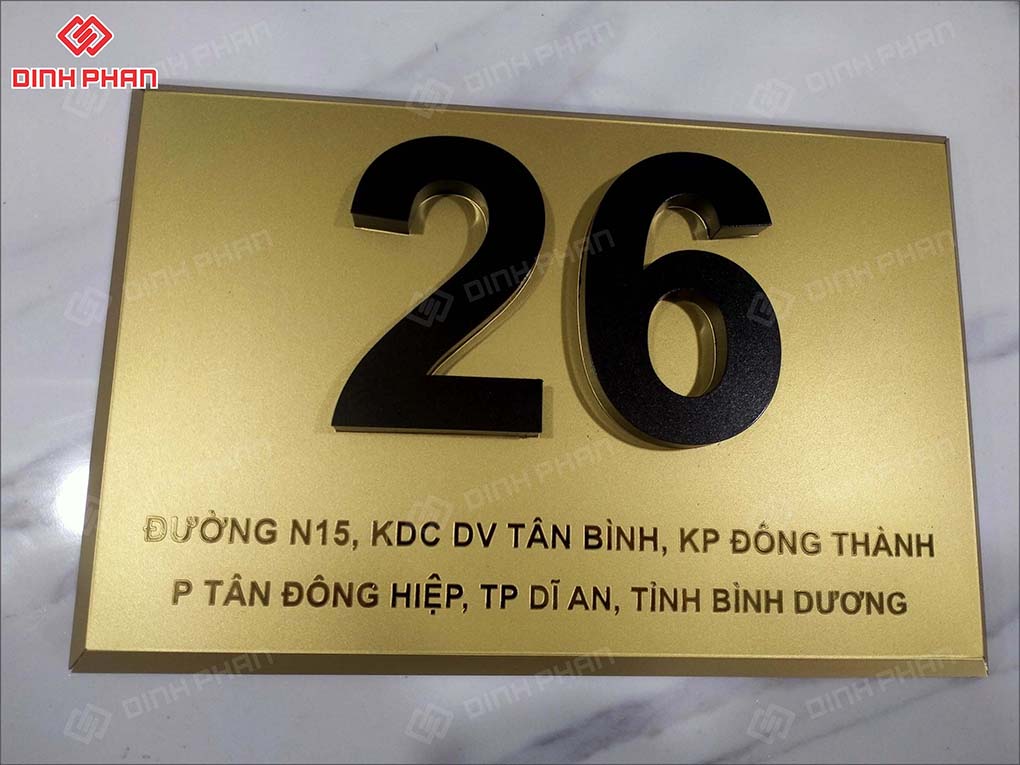 DINH PHAN
26
ĐƯỜNG N15, KDC DV TÂN BÌNH, KP ĐÔNG THÀNH
P TÂN ĐÔNG HIỆP, TP DĨ AN, TỈNH BÌNH DƯƠNG